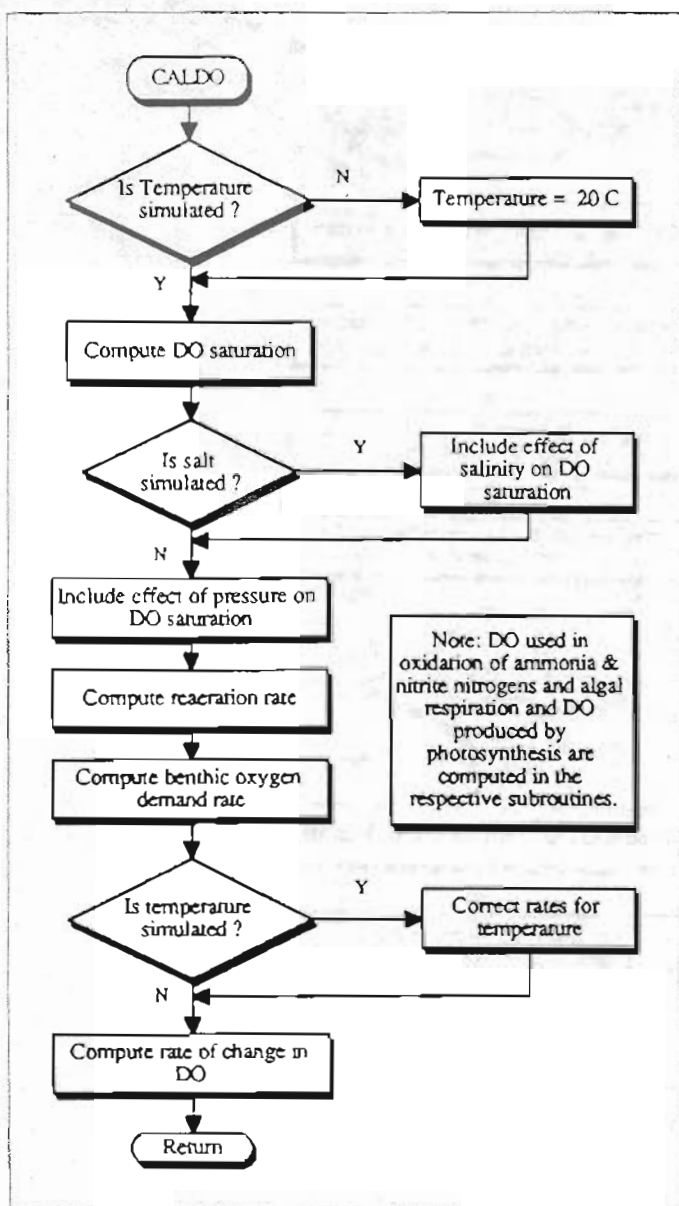 CALDO
Is Temperature
simulated ?
N
Temperature = 20 C
Y
Compute DO saturation
Is salt
simulated ?
Y
Include effect of
salinity on DO
saturation
N
Include effect of pressure on
DO saturation
Compute reaeration rate
Compute benthic oxygen
demand rate
Note: DO used in
oxidation of ammonia &
nitrite nitrogens and algal
respiration and DO
produced by
photosynthesis are
computed in the
respective subroutines.
Is temperature
simulated ?
Y
Correct rates for
temperature
N
Compute rate of change in
DO
Return